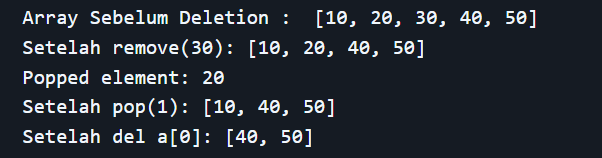 Array Sebelum Deletion :  [10, 20, 30, 40, 50]
Setelah remove(30): [10, 20, 40, 50]
Popped element: 20
Setelah pop(1): [10, 40, 50]
Setelah del a[0]: [40, 50]